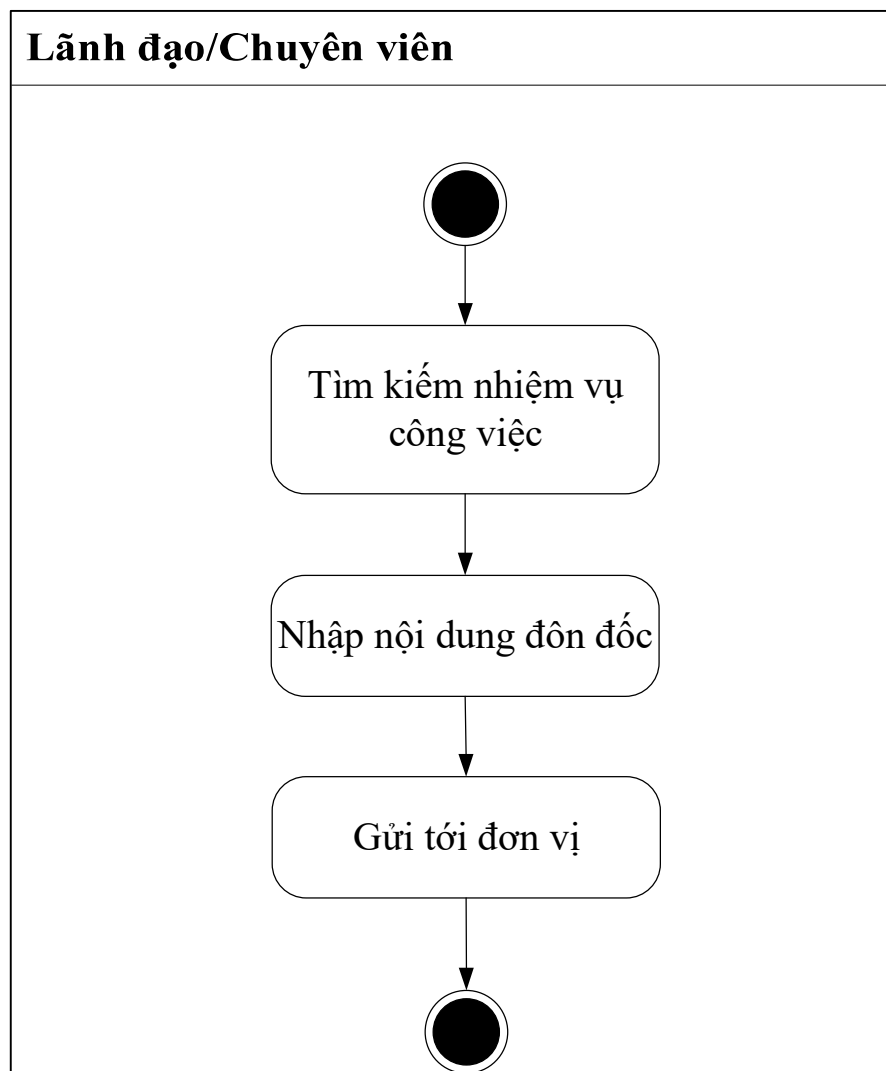 Lãnh đạo/Chuyên viên
Tìm kiếm nhiệm vụ
công việc
Nhập nội dung đôn đốc
Gửi tới đơn vị